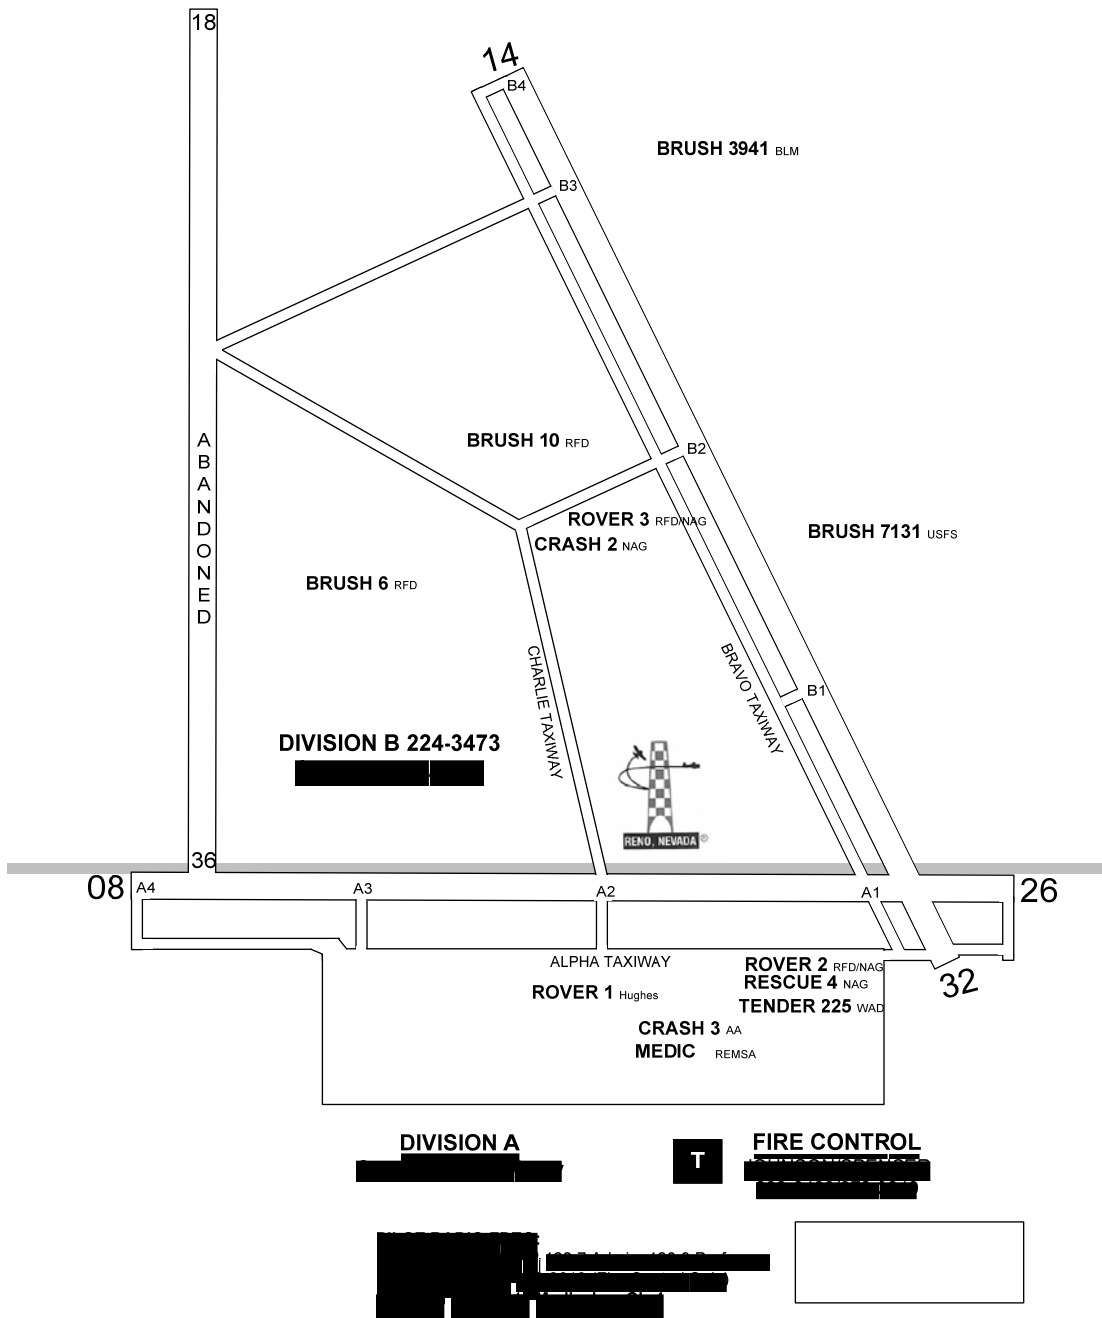 18
14
B4
BRUSH 3941 BLM
B3
ABANDONED
BRUSH 10 RFD
B2
ROVER 3 RFD/NAG
CRASH 2 NAG
BRUSH 7131 USFS
BRUSH 6 RFD
CHARLIE TAXIWAY
BRAVO TAXIWAY
B1
DIVISION B 224-3473
RENO, NEVADA ®
36
08
A4
A3
A2
A1
26
ALPHA TAXIWAY
ROVER 2 RFD/NAG
RESCUE 4 NAG
32
ROVER 1 Hughes
TENDER 225 WAD
CRASH 3 AA
MEDIC REMSA
DIVISION A
T
FIRE CONTROL